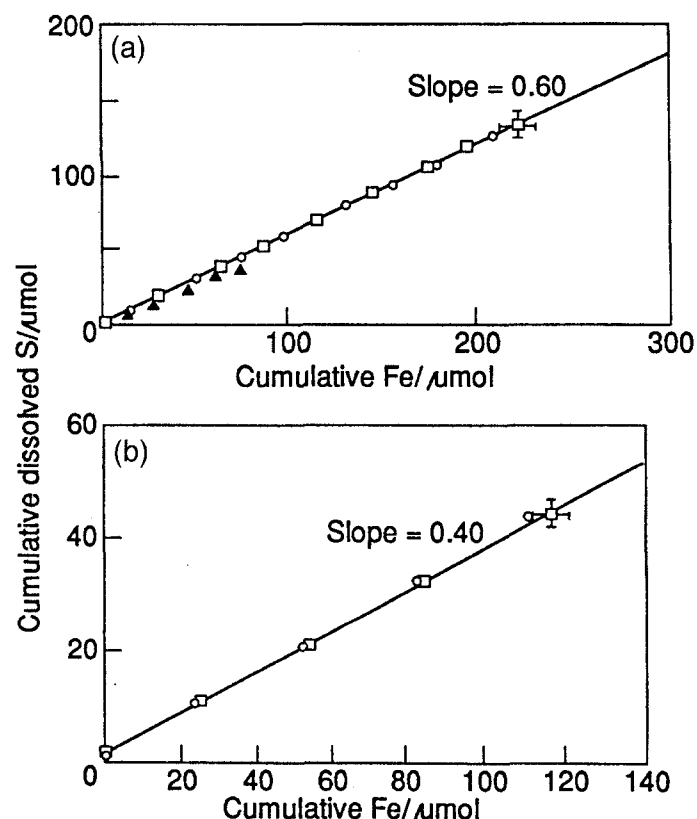 200
(a)
Slope = 0.60
100
0
100
200
300
Cumulative Fe/μmol
Cumulative dissolved S/μmol
60
(b)
Slope = 0.40
40
20
0
0 20 40 60 80 100 120 140
Cumulative Fe/μmol